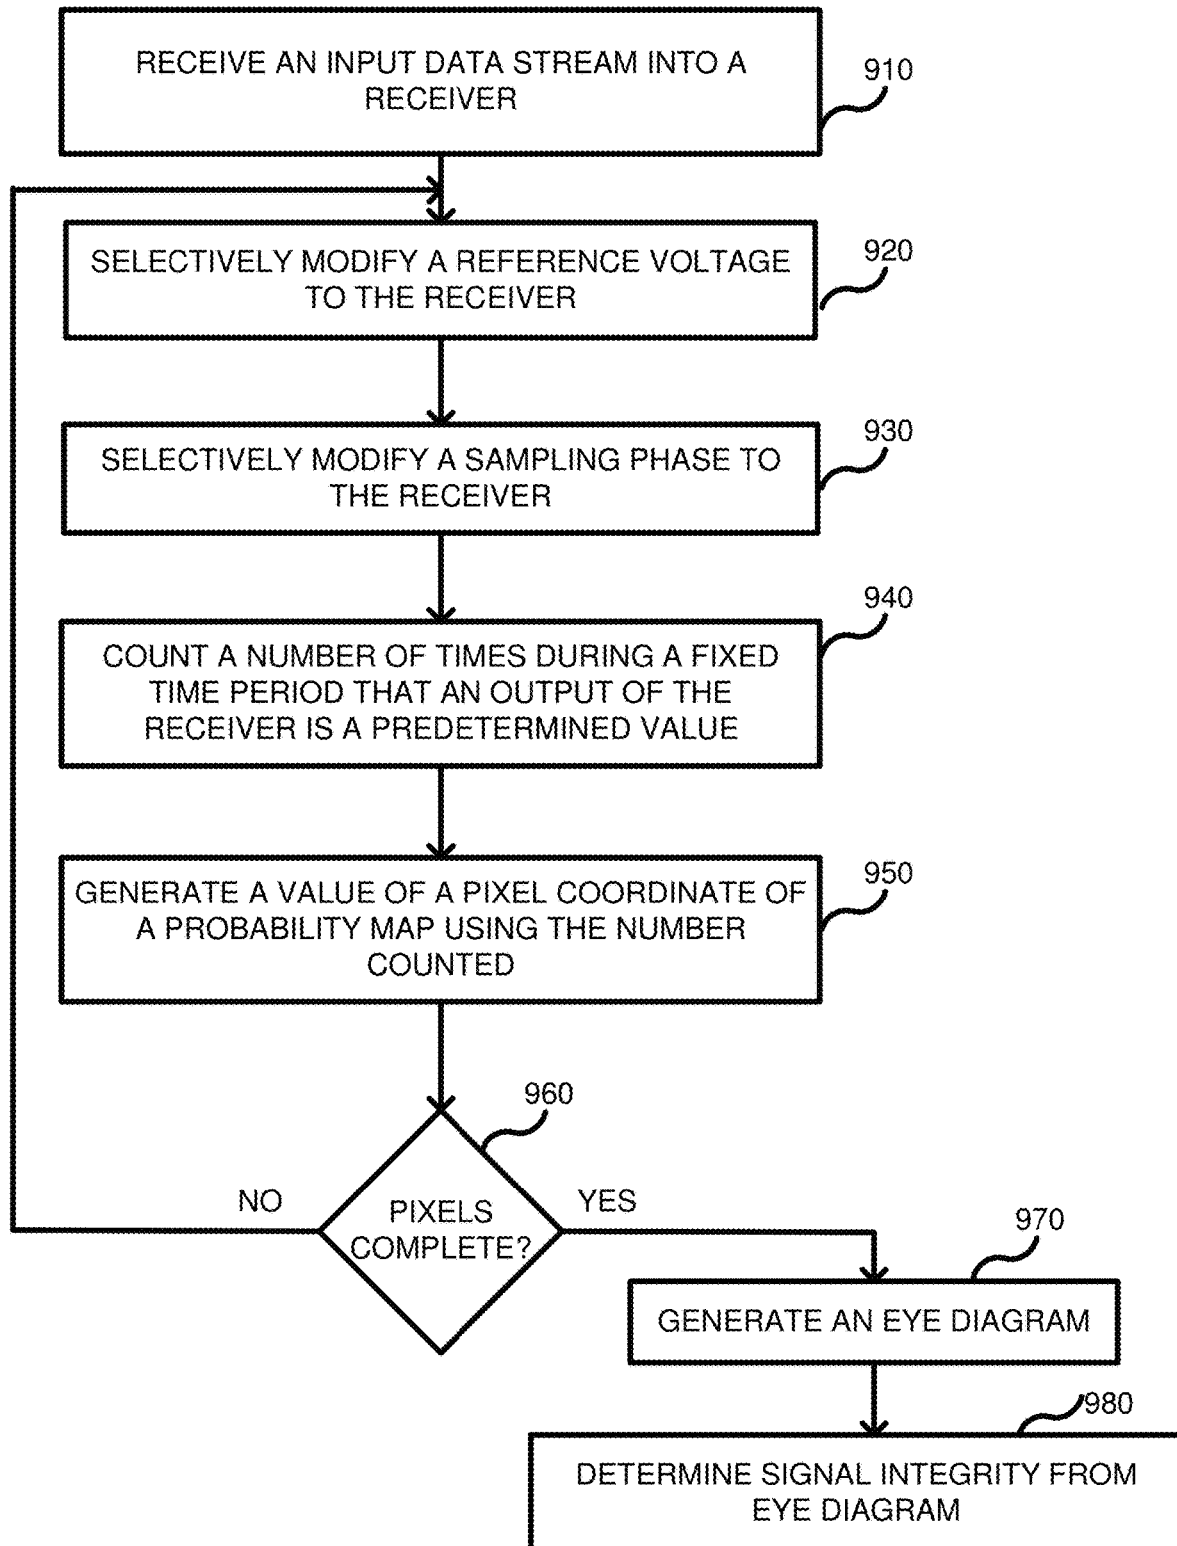 RECEIVE AN INPUT DATA STREAM INTO A
RECEIVER
910
SELECTIVELY MODIFY A REFERENCE VOLTAGE
TO THE RECEIVER
920
SELECTIVELY MODIFY A SAMPLING PHASE TO
THE RECEIVER
930
COUNT A NUMBER OF TIMES DURING A FIXED
TIME PERIOD THAT AN OUTPUT OF THE
RECEIVER IS A PREDETERMINED VALUE
940
GENERATE A VALUE OF A PIXEL COORDINATE OF
A PROBABILITY MAP USING THE NUMBER
COUNTED
950
960
NO
PIXELS
COMPLETE?
YES
970
GENERATE AN EYE DIAGRAM
980
DETERMINE SIGNAL INTEGRITY FROM
EYE DIAGRAM